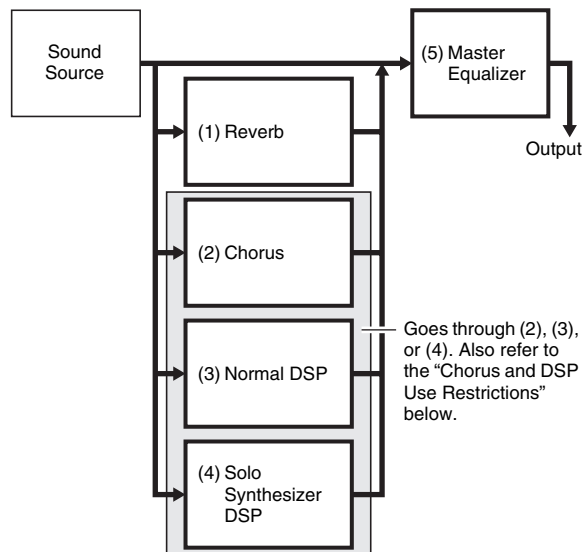 Sound
Source
(5) Master
Equalizer
Output
(1) Reverb
(2) Chorus
Goes through (2), (3),
or (4). Also refer to
the “Chorus and DSP
Use Restrictions”
below.
(3) Normal DSP
(4) Solo
Synthesizer
DSP